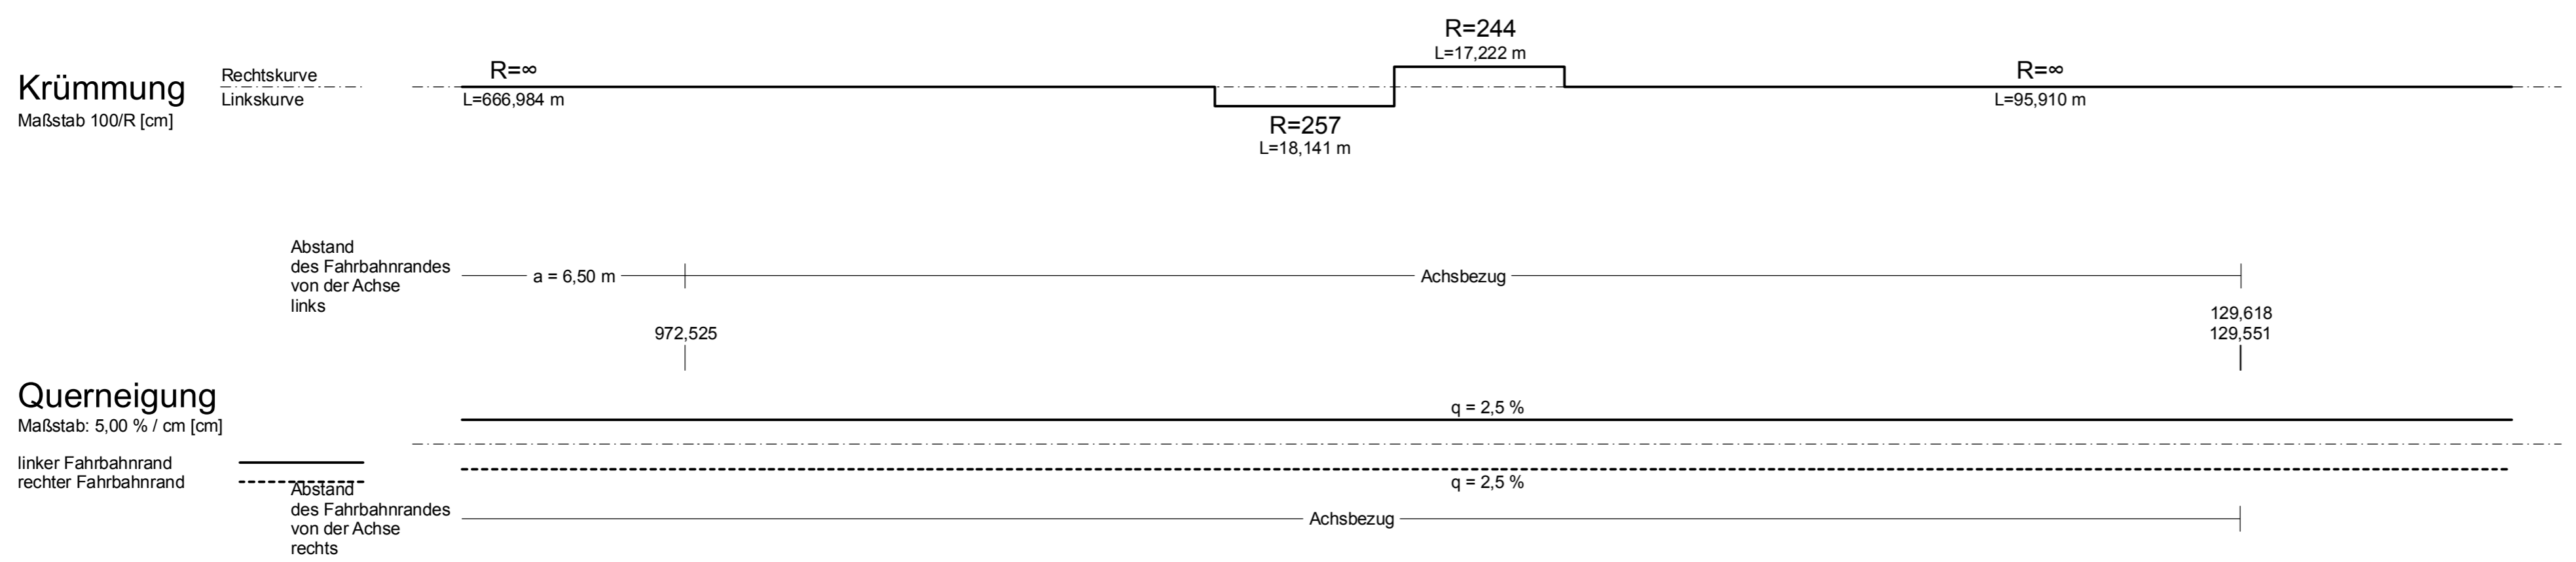 R=244
L=17,222 m
Krümmung
Maßstab 100/R [cm]
Rechtskurve
Linkskurve
R=∞
L=666,984 m
R=257
L=18,141 m
R=∞
L=95,910 m
Abstand
des Fahrbahnrandes
von der Achse
links
a = 6,50 m
Achsbezug
972,525
129,618
129,551
Querneigung
Maßstab: 5,00 % / cm [cm]
q = 2,5 %
linker Fahrbahnrand
rechter Fahrbahnrand
q = 2,5 %
Abstand
des Fahrbahnrandes
von der Achse
rechts
Achsbezug